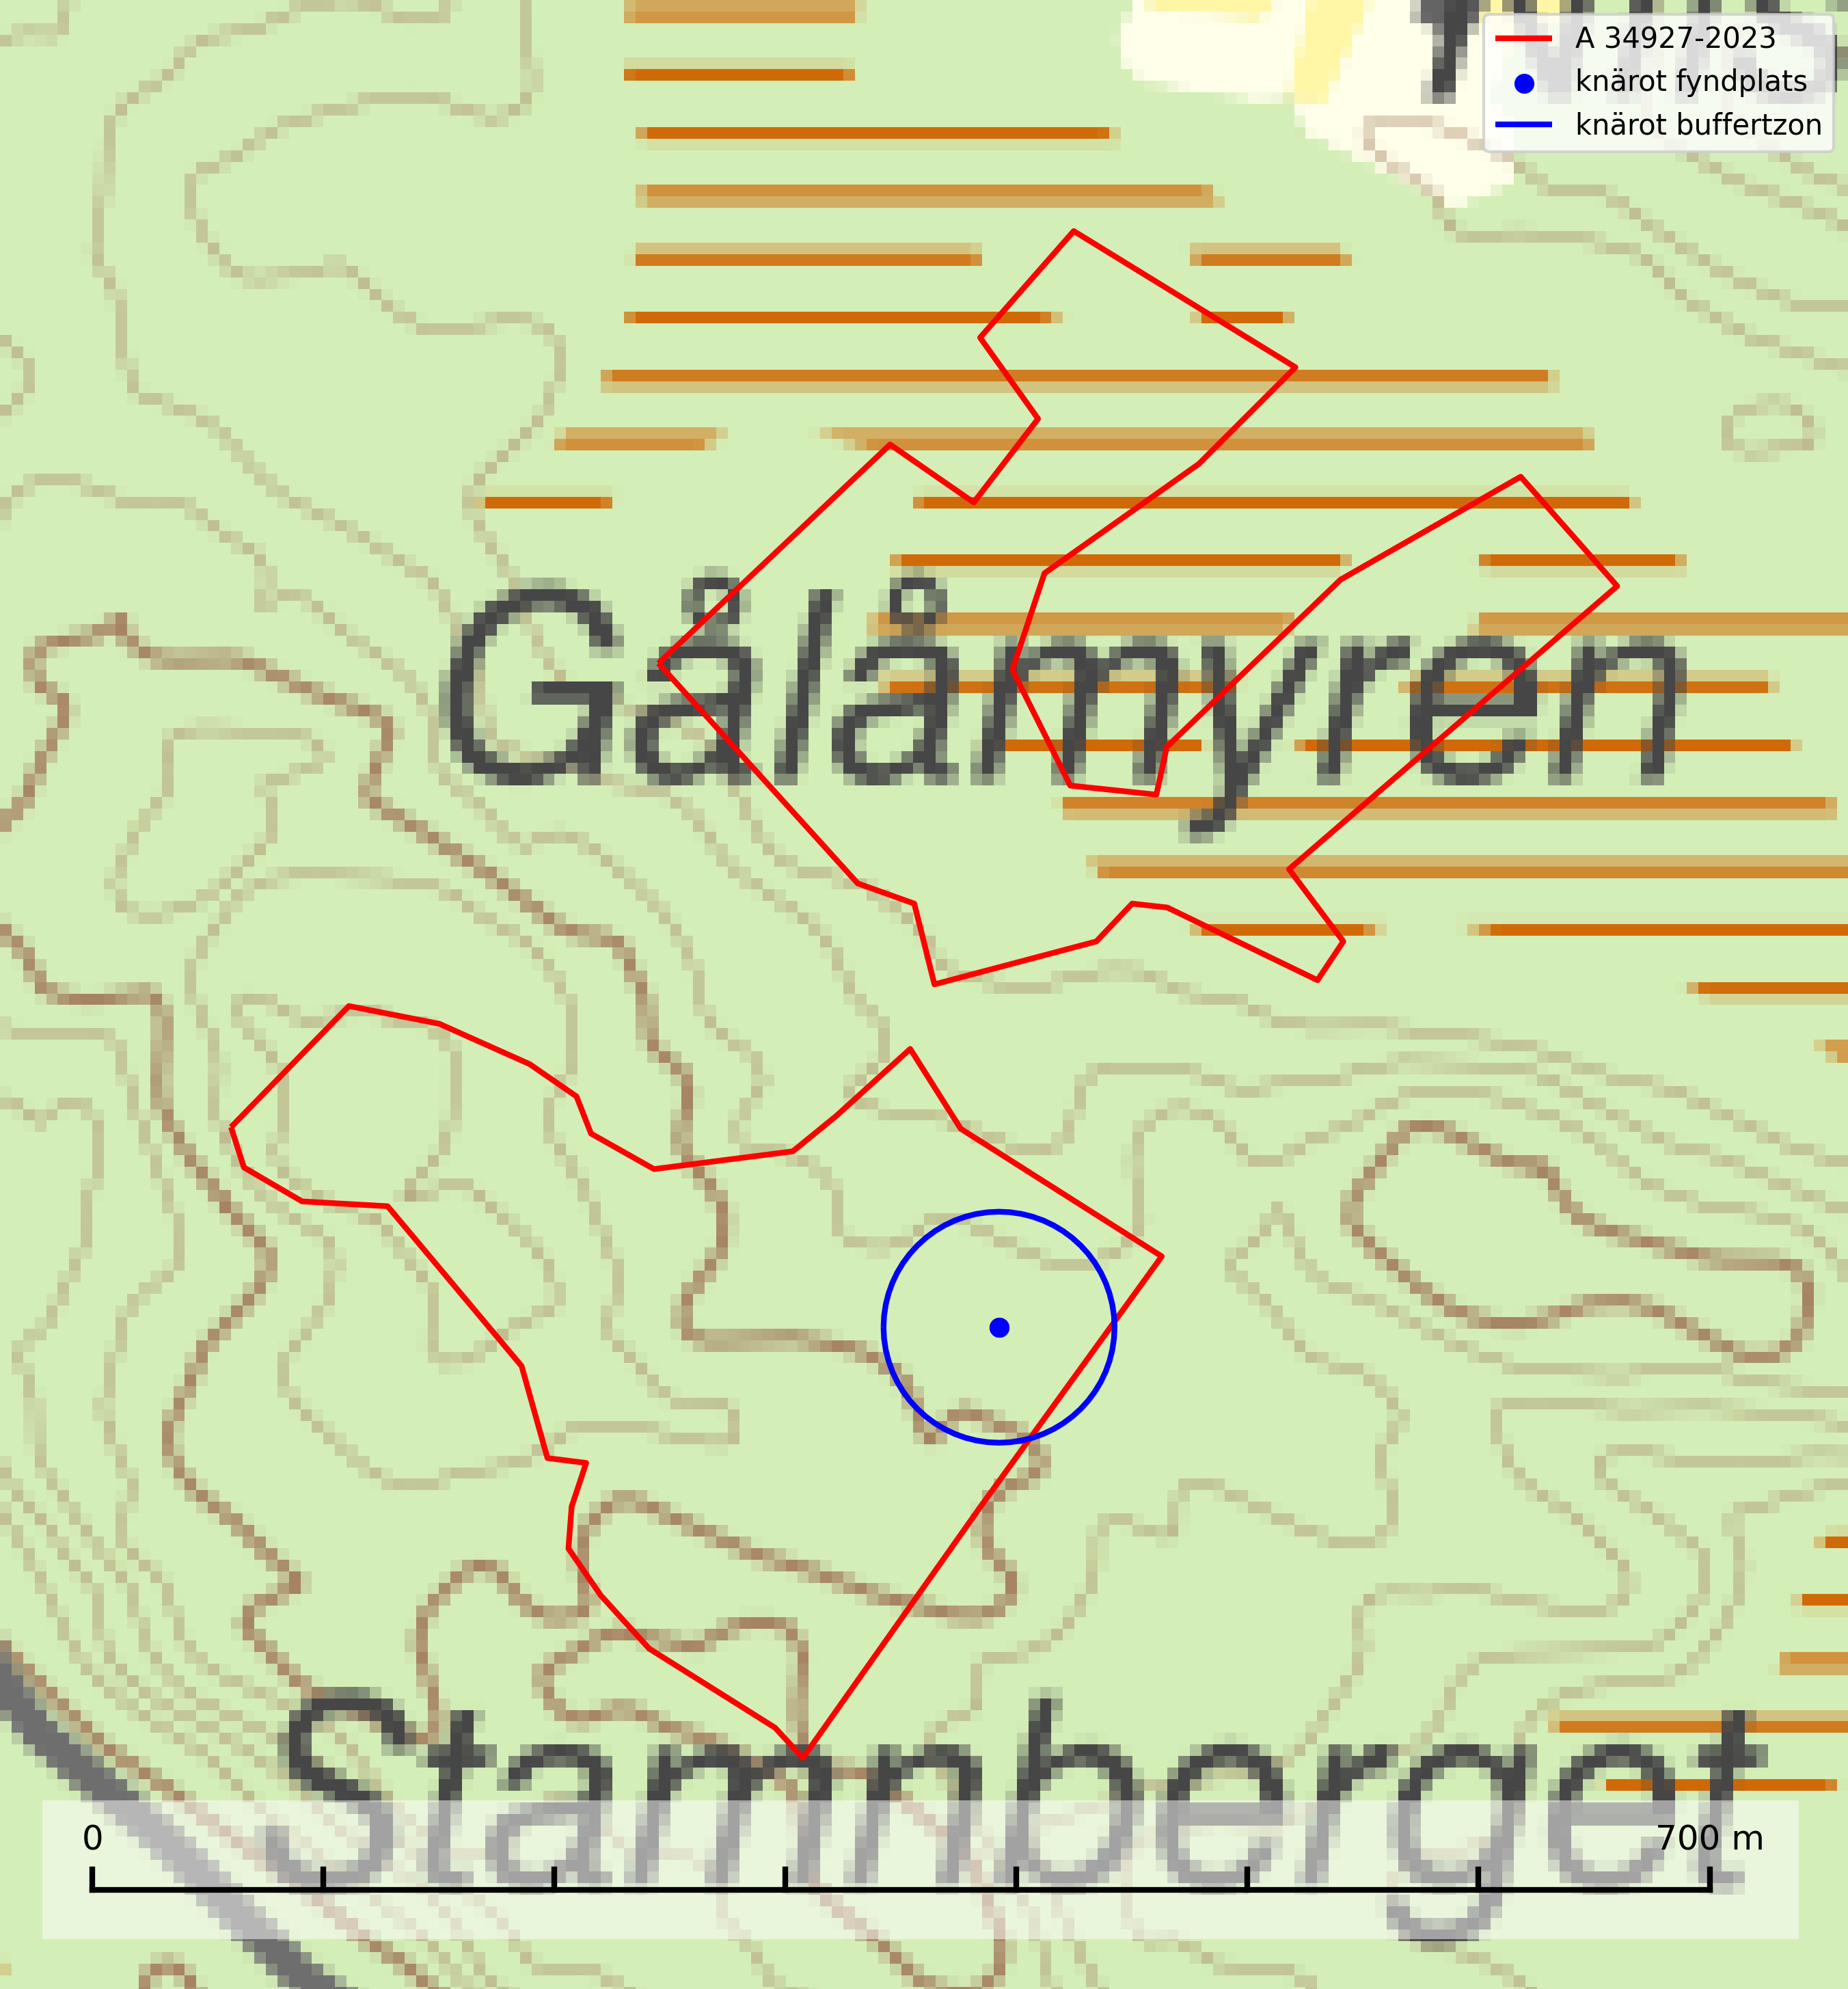 A 34927-2023
knärot fyndplats
knärot buffertzon
Gålåmyren
Stamnberget
0 700 m